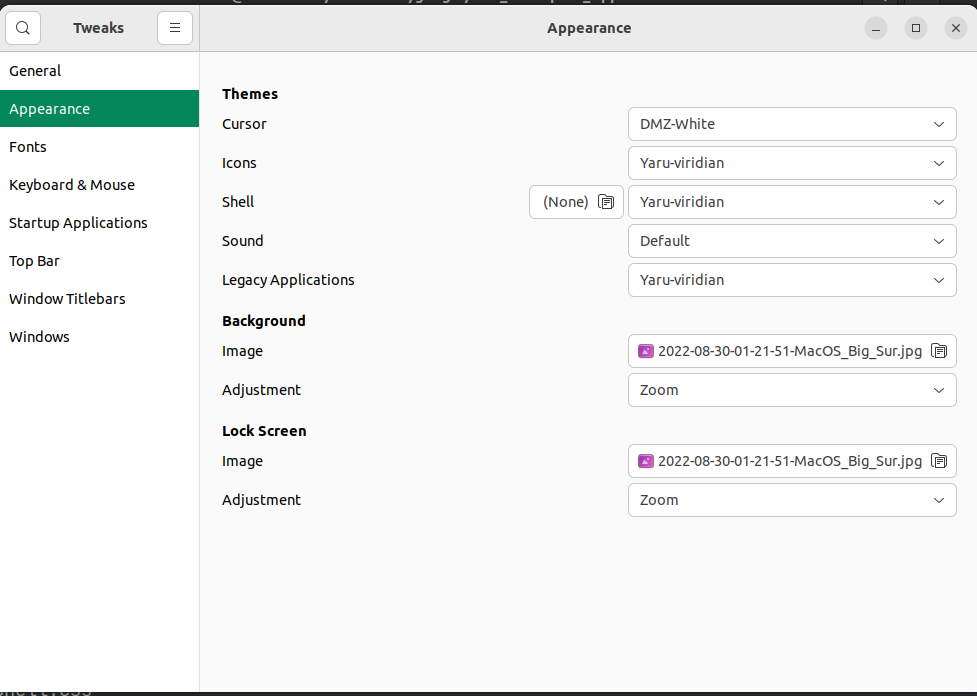 Tweaks
Appearance
General
Appearance
Fonts
Keyboard & Mouse
Startup Applications
Top Bar
Window Titlebars
Windows
Themes
Cursor DMZ-White
Icons Yaru-viridian
Shell (None) Yaru-viridian
Sound Default
Legacy Applications Yaru-viridian
Background
Image 2022-08-30-01-21-51-MacOS_Big_Sur.jpg
Adjustment Zoom
Lock Screen
Image 2022-08-30-01-21-51-MacOS_Big_Sur.jpg
Adjustment Zoom